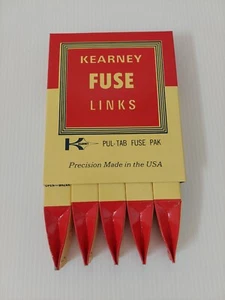 KEARNEY
FUSE
LINKS
K PUL-TAB FUSE PAK
Precision Made in the USA